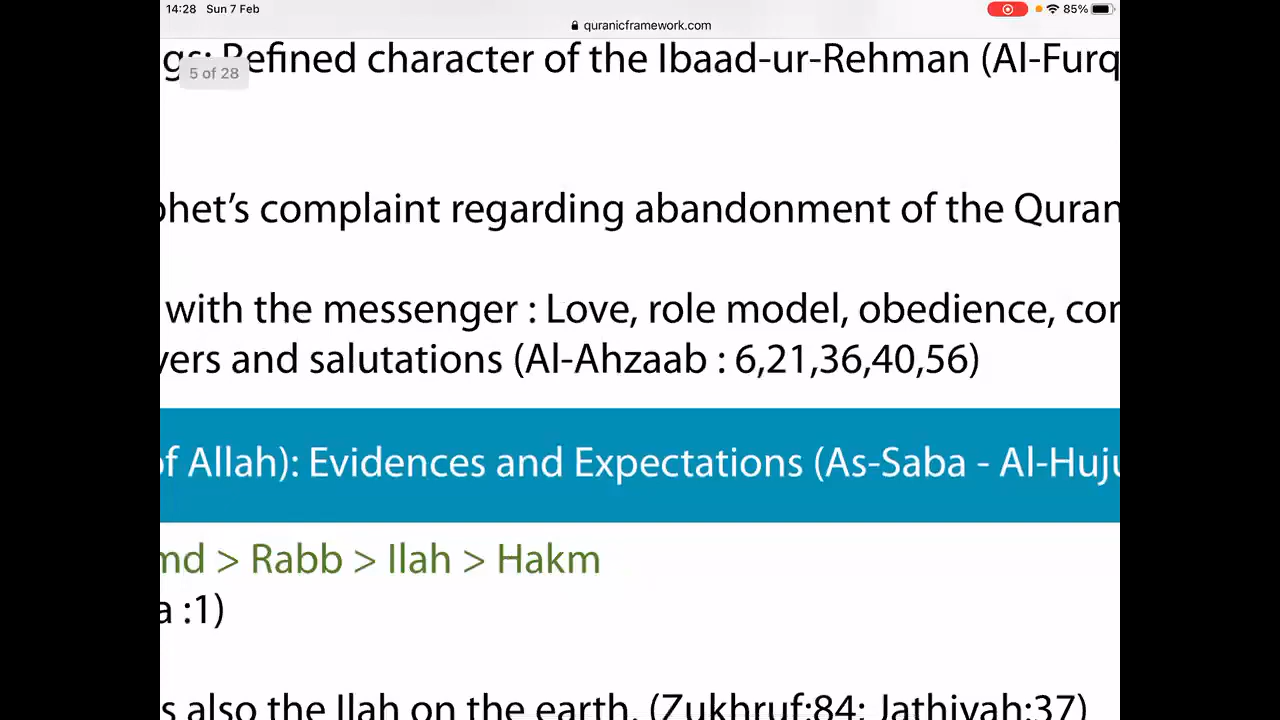 14:28 Sun 7 Feb
85%
quranicframework.com
gs: Refined character of the Ibaad-ur-Rehman (Al-Furq
5 of 28
phet's complaint regarding abandonment of the Quran
with the messenger : Love, role model, obedience, con
yers and salutations (Al-Ahzaab : 6,21,36,40,56)
of Allah): Evidences and Expectations (As-Saba - Al-Huju
md > Rabb > Ilah > Hakm
a :1)
s also the Ilah on the earth. (Zukhruf:84; Jathiyah:37)